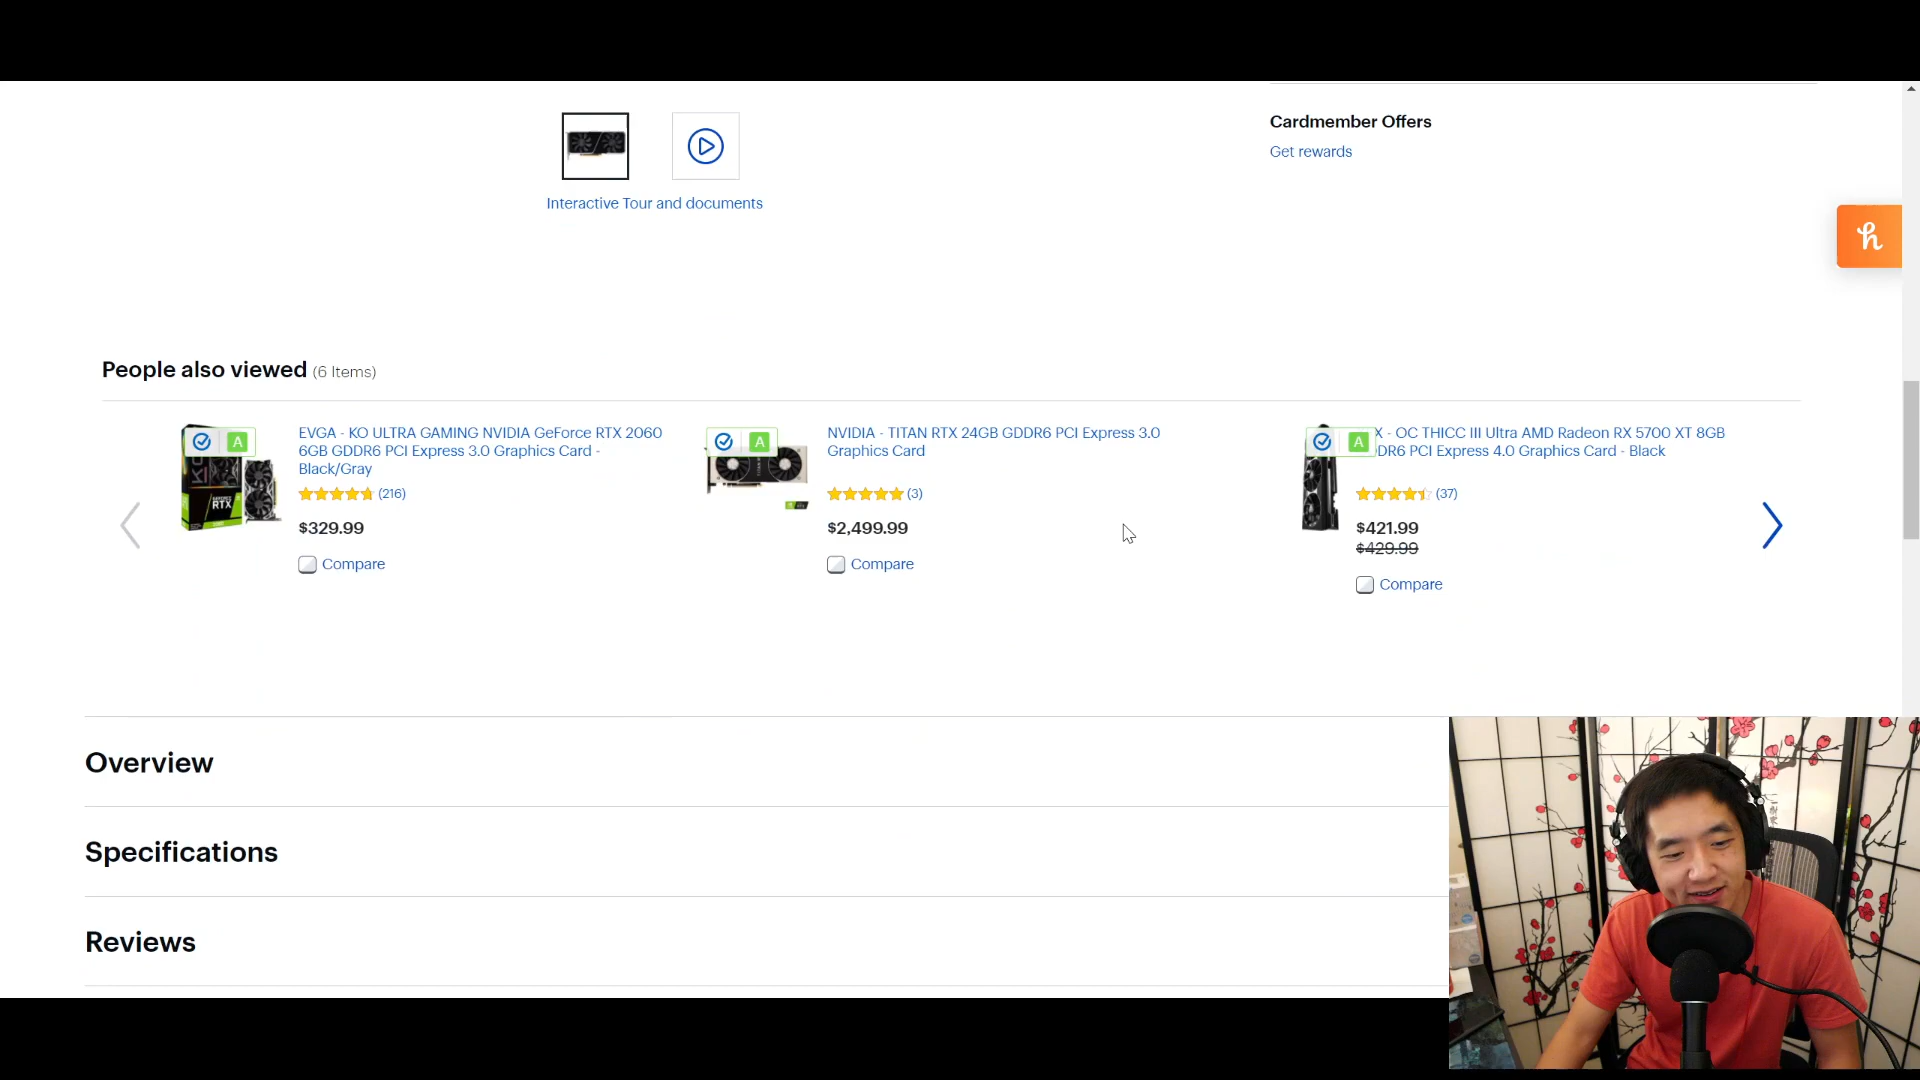 Cardmember Offers
Get rewards
Interactive Tour and documents
People also viewed (6 Items)
A
EVGA - KO ULTRA GAMING NVIDIA GeForce RTX 2060
6GB GDDR6 PCI Express 3.0 Graphics Card -
Black/Gray
RTX
(216)
$329.99
Compare
A
NVIDIA - TITAN RTX 24GB GDDR6 PCI Express 3.0
Graphics Card
(3)
$2,499.99
Compare
A
X - OC THICC III Ultra AMD Radeon RX 5700 XT 8GB
DR6 PCI Express 4.0 Graphics Card - Black
(37)
$421.99
$429.99
Compare
Overview
Specifications
Reviews